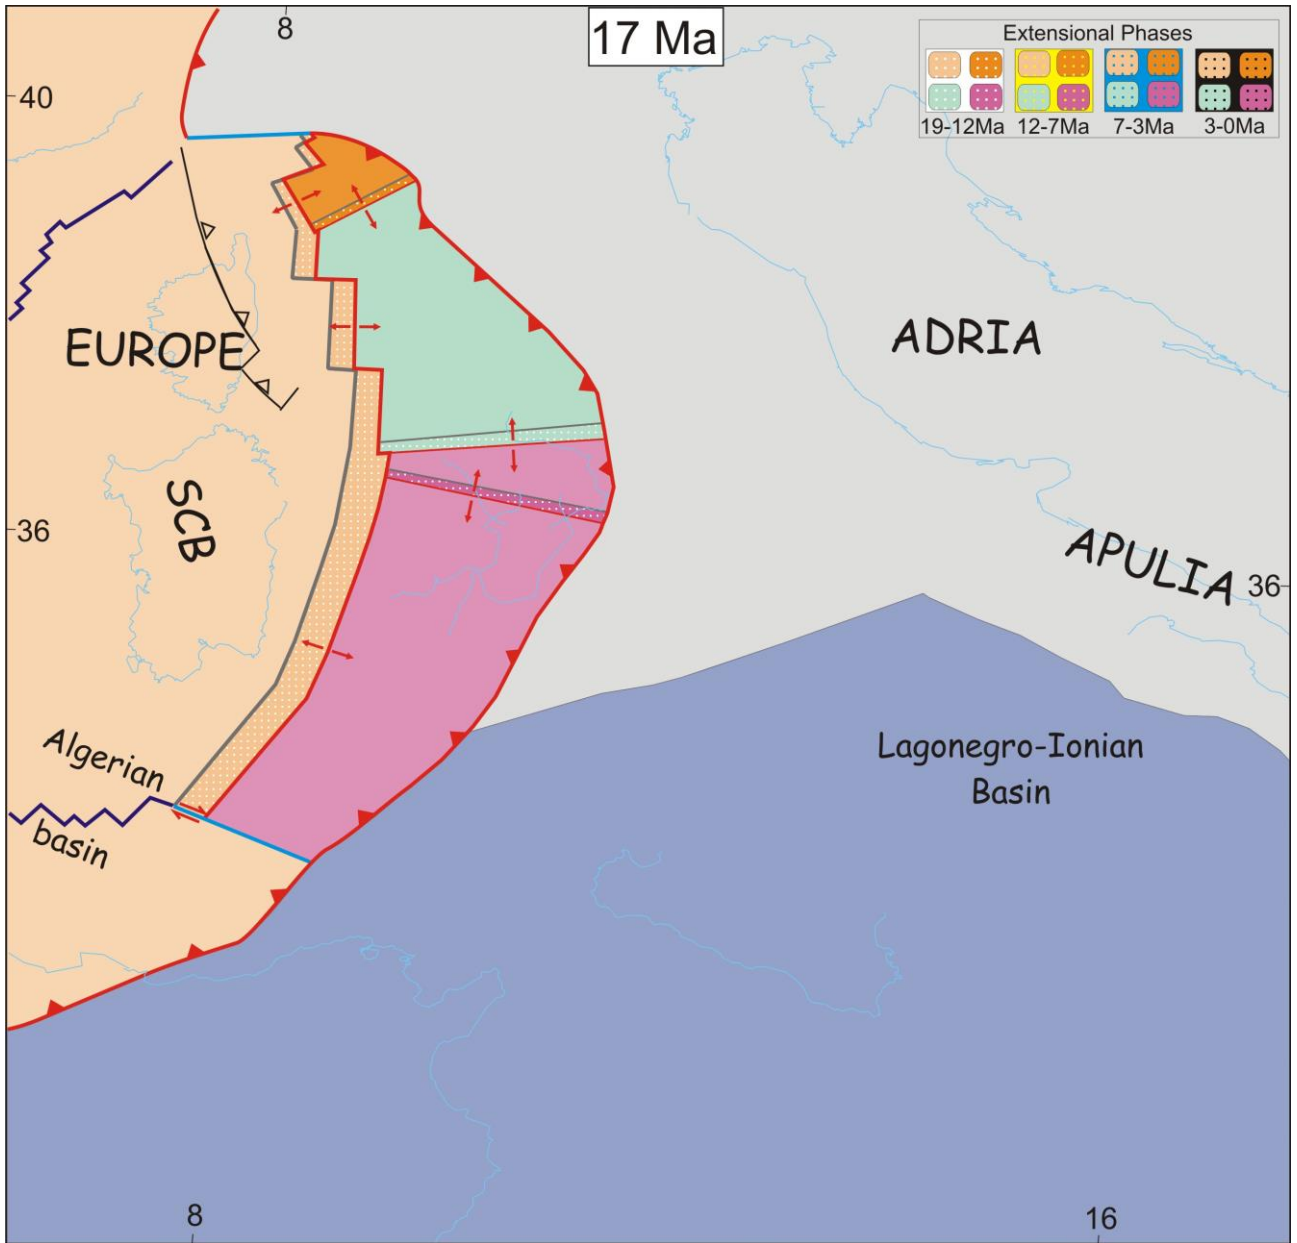 8
17 Ma
Extensional Phases
19-12Ma
12-7Ma
7-3Ma
3-0Ma
40
EUROPE
ADRIA
SCB
36
APULIA
36
Algerian
basin
Lagonegro-Ionian
Basin
8
16